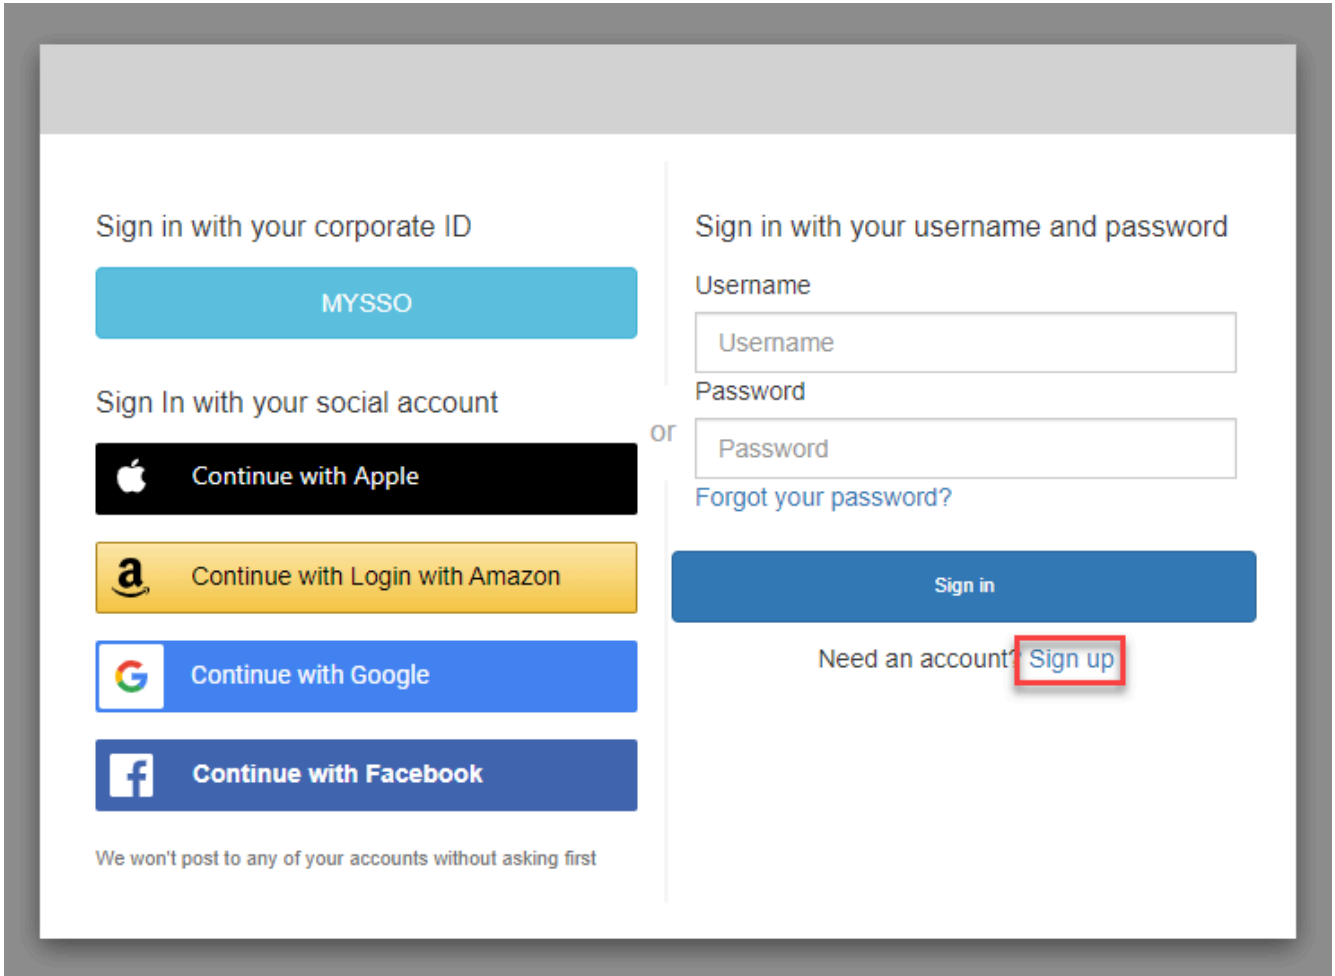 Sign in with your corporate ID
MYSSO
Sign In with your social account
Continue with Apple
Continue with Login with Amazon
Continue with Google
Continue with Facebook
We won't post to any of your accounts without asking first
or
Sign in with your username and password
Username
Username
Password
Password
Forgot your password?
Sign in
Need an account? Sign up